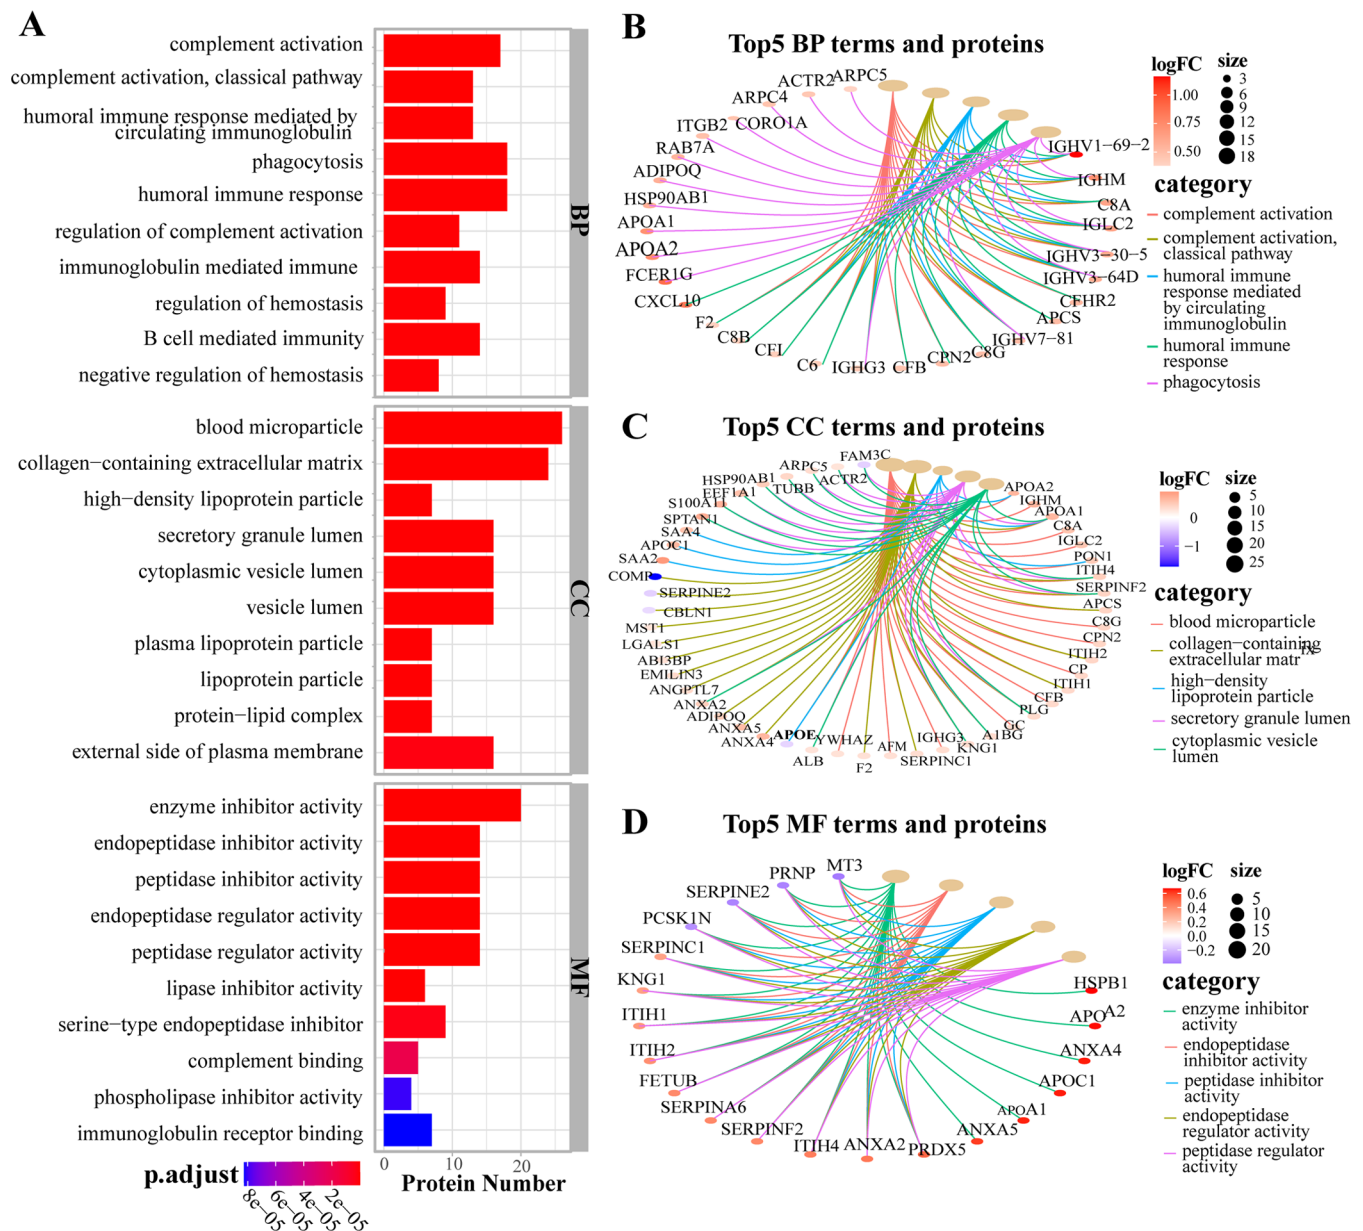 A
complement activation
complement activation, classical pathway
humoral immune response mediated by
circulating immunoglobulin
phagocytosis
humoral immune response
regulation of complement activation
immunoglobulin mediated immune
regulation of hemostasis
B cell mediated immunity
negative regulation of hemostasis
BP
blood microparticle
collagen−containing extracellular matrix
high−density lipoprotein particle
secretory granule lumen
cytoplasmic vesicle lumen
vesicle lumen
plasma lipoprotein particle
lipoprotein particle
protein−lipid complex
external side of plasma membrane
CC
enzyme inhibitor activity
endopeptidase inhibitor activity
peptidase inhibitor activity
endopeptidase regulator activity
peptidase regulator activity
lipase inhibitor activity
serine−type endopeptidase inhibitor
complement binding
phospholipase inhibitor activity
immunoglobulin receptor binding
MF
0 10 20
Protein Number
p.adjust
8e−05 6e−05 4e−05 2e−05
B
Top5 BP terms and proteins
ARPC5
ACTR2
ARPC4
CORO1A
ITGB2
RAB7A
ADIPOQ
HSP90AB1
APOA1
APOA2
FCER1G
CXCL10
F2
C8B
CFI
C6
IGHG3
CFB
CPN2
C8G
IGHV7−81
APCS
CFHR2
IGHV3−64D
IGHV3−30−5
IGLC2
C8A
IGHM
IGHV1−69−2
logFC
1.00
0.75
0.50
size
3
6
9
12
15
18
category
complement activation
complement activation,
classical pathway
humoral immune
response mediated
by circulating
immunoglobulin
humoral immune
response
phagocytosis
C
Top5 CC terms and proteins
FAM3C
ACTR2
ARPC5
TUBB
HSP90AB1
EEF1A1
S100A11
SPTAN1
SAA4
APOC1
SAA2
COMP
SERPINE2
CBLN1
MST1
LGALS1
ABI3BP
EMILIN3
ANGPTL7
ANXA2
ADIPOQ
ANXA5
ANXA4
APOE
ALB
YWHAZ
F2
AFM
SERPINC1
IGHG3
KNG1
A1BG
GC
PLG
CFB
ITIH1
CP
ITIH2
CPN2
C8G
APCS
SERPINF2
ITIH4
PON1
IGLC2
C8A
APOA1
IGHM
APOA2
logFC
0
−1
size
5
10
15
20
25
category
blood microparticle
collagen−containing
extracellular matrix
high−density
lipoprotein particle
secretory granule lumen
cytoplasmic vesicle
lumen
D
Top5 MF terms and proteins
MT3
PRNP
SERPINE2
PCSK1N
SERPINC1
KNG1
ITIH1
ITIH2
FETUB
SERPINA6
SERPINF2
ITIH4
ANXA2
PRDX5
ANXA5
APOA1
APOC1
ANXA4
APOA2
HSPB1
logFC
0.6
0.4
0.2
0.0
−0.2
size
5
10
15
20
category
enzyme inhibitor
activity
endopeptidase
inhibitor activity
peptidase inhibitor
activity
endopeptidase
regulator activity
peptidase regulator
activity